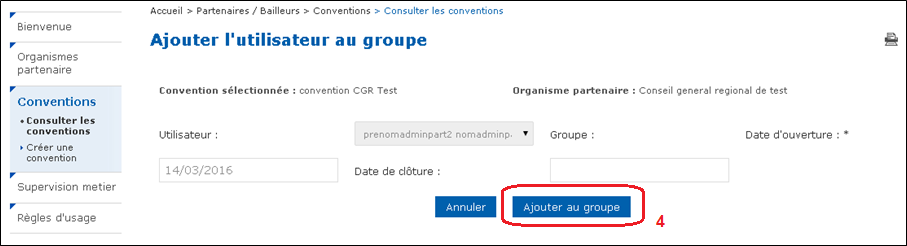 Accueil > Partenaires / Bailleurs > Conventions > Consulter les conventions
Bienvenue
Organismes
partenaire
Conventions
Consulter les
conventions
Créer une
convention
Supervision metier
Règles d'usage
Ajouter l'utilisateur au groupe
Convention sélectionnée : convention CGR Test
Organisme partenaire : Conseil general regional de test
Utilisateur :
prenomadminpart2 nomadminp
Groupe :
Date d'ouverture : *
14/03/2016
Date de clôture :
Annuler
Ajouter au groupe
4